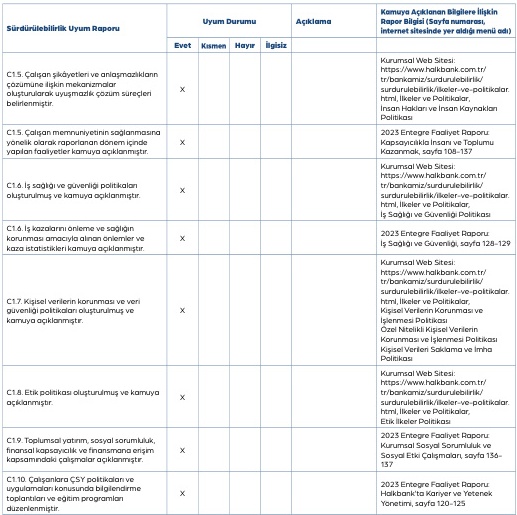 Sürdürülebilirlik Uyum Raporu
Uyum Durumu
Açıklama
Kamuya Açıklanan Bilgilere İlişkin
Rapor Bilgisi (Sayfa numarası,
internet sitesinde yer aldığı menü adı)
Evet Kısmen Hayır İlgisiz
C1.5. Çalışan şikâyetleri ve anlaşmazlıkların
çözümüne ilişkin mekanizmalar
oluşturularak uyuşmazlık çözüm süreçleri
belirlenmiştir.
X
Kurumsal Web Sitesi:
https://www.halkbank.com.tr/
tr/bankamiz/surdurulebilirlik/
surdurulebilirlik/ilkeler-ve-politikalar.
html, İlkeler ve Politikalar,
İnsan Hakları ve İnsan Kaynakları
Politikası
C1.5. Çalışan memnuniyetinin sağlanmasına
yönelik olarak raporlanan dönem içinde
yapılan faaliyetler kamuya açıklanmıştır.
X
2023 Entegre Faaliyet Raporu:
Kapsayıcılıkla İnsanı ve Toplumu
Kazanmak, sayfa 108-137
C1.6. İş sağlığı ve güvenliği politikaları
oluşturulmuş ve kamuya açıklanmıştır.
X
Kurumsal Web Sitesi:
https://www.halkbank.com.tr/
tr/bankamiz/surdurulebilirlik/
surdurulebilirlik/ilkeler-ve-politikalar.
html, İlkeler ve Politikalar,
İş Sağlığı ve Güvenliği Politikası
C1.6. İş kazalarını önleme ve sağlığın
korunması amacıyla alınan önlemler ve
kaza istatistikleri kamuya açıklanmıştır.
X
2023 Entegre Faaliyet Raporu:
İş Sağlığı ve Güvenliği, sayfa 128-129
C1.7. Kişisel verilerin korunması ve veri
güvenliği politikaları oluşturulmuş ve
kamuya açıklanmıştır.
X
Kurumsal Web Sitesi:
https://www.halkbank.com.tr/
tr/bankamiz/surdurulebilirlik/
surdurulebilirlik/ilkeler-ve-politikalar.
html, İlkeler ve Politikalar,
Kişisel Verilerin Korunması ve
İşlenmesi Politikası
Özel Nitelikli Kişisel Verilerin
Korunması ve İşlenmesi Politikası
Kişisel Verileri Saklama ve İmha
Politikası
C1.8. Etik politikası oluşturulmuş ve kamuya
açıklanmıştır.
X
Kurumsal Web Sitesi:
https://www.halkbank.com.tr/
tr/bankamiz/surdurulebilirlik/
surdurulebilirlik/ilkeler-ve-politikalar.
html, İlkeler ve Politikalar,
Etik İlkeler Politikası
C1.9. Toplumsal yatırım, sosyal sorumluluk,
finansal kapsayıcılık ve finansmana erişim
kapsamındaki çalışmalar açıklanmıştır.
X
2023 Entegre Faaliyet Raporu:
Kurumsal Sosyal Sorumluluk ve
Sosyal Etki Çalışmaları, sayfa 136-
137
C1.10. Çalışanlara ÇSY politikaları ve
uygulamaları konusunda bilgilendirme
toplantıları ve eğitim programları
düzenlenmiştir.
X
2023 Entegre Faaliyet Raporu:
Halkbank'ta Kariyer ve Yetenek
Yönetimi, sayfa 120-125